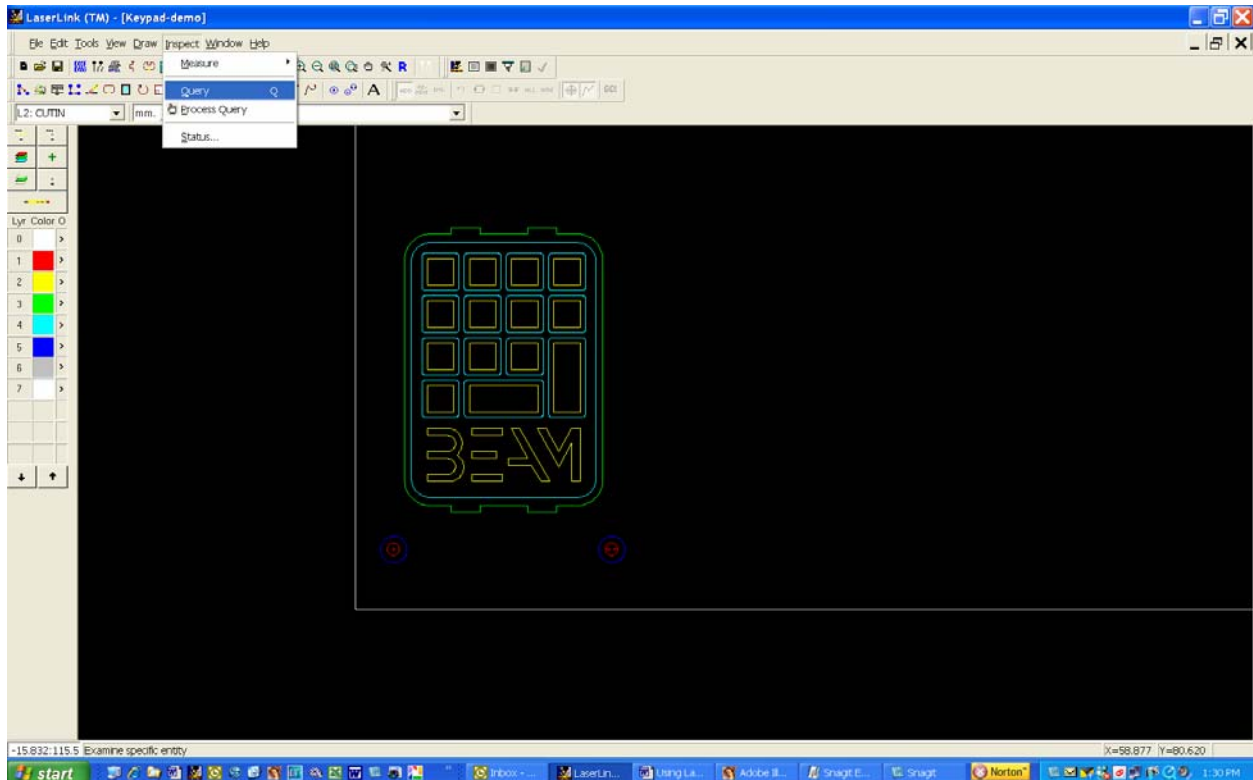 LaserLink (TM) - [Keypad-demo]
File Edit Tools View Draw Inspect Window Help
Measure
R
Query Q
A
Process Query
L2: CUTIN mm.
Status...
Lyr Color O
0
1
2
3
4
5
6
7
BEAM
-15.832:115.5 Examine specific entity X=58.877 Y=80.620
start Inbox - ... LaserLin... Using La... Adobe Ill... SnagIt E... SnagIt Norton™ 1:30 PM